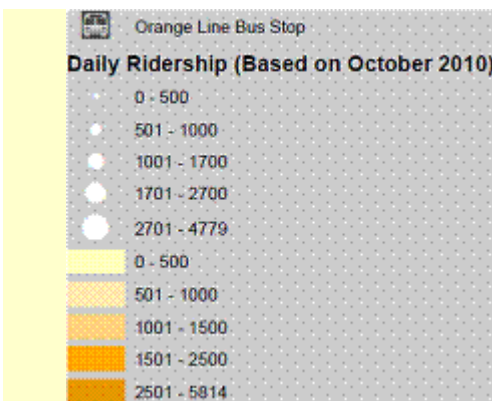 Orange Line Bus Stop
Daily Ridership (Based on October 2010)
0 - 500
501 - 1000
1001 - 1700
1701 - 2700
2701 - 4779
0 - 500
501 - 1000
1001 - 1500
1501 - 2500
2501 - 5814